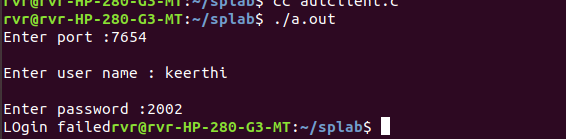 rvr@rvr-HP-280-G3-MT:~/splab$ cc autclient.c
rvr@rvr-HP-280-G3-MT:~/splab$ ./a.out
Enter port :7654
Enter user name : keerthi
Enter password :2002
LOgin failedrvr@rvr-HP-280-G3-MT:~/splab$